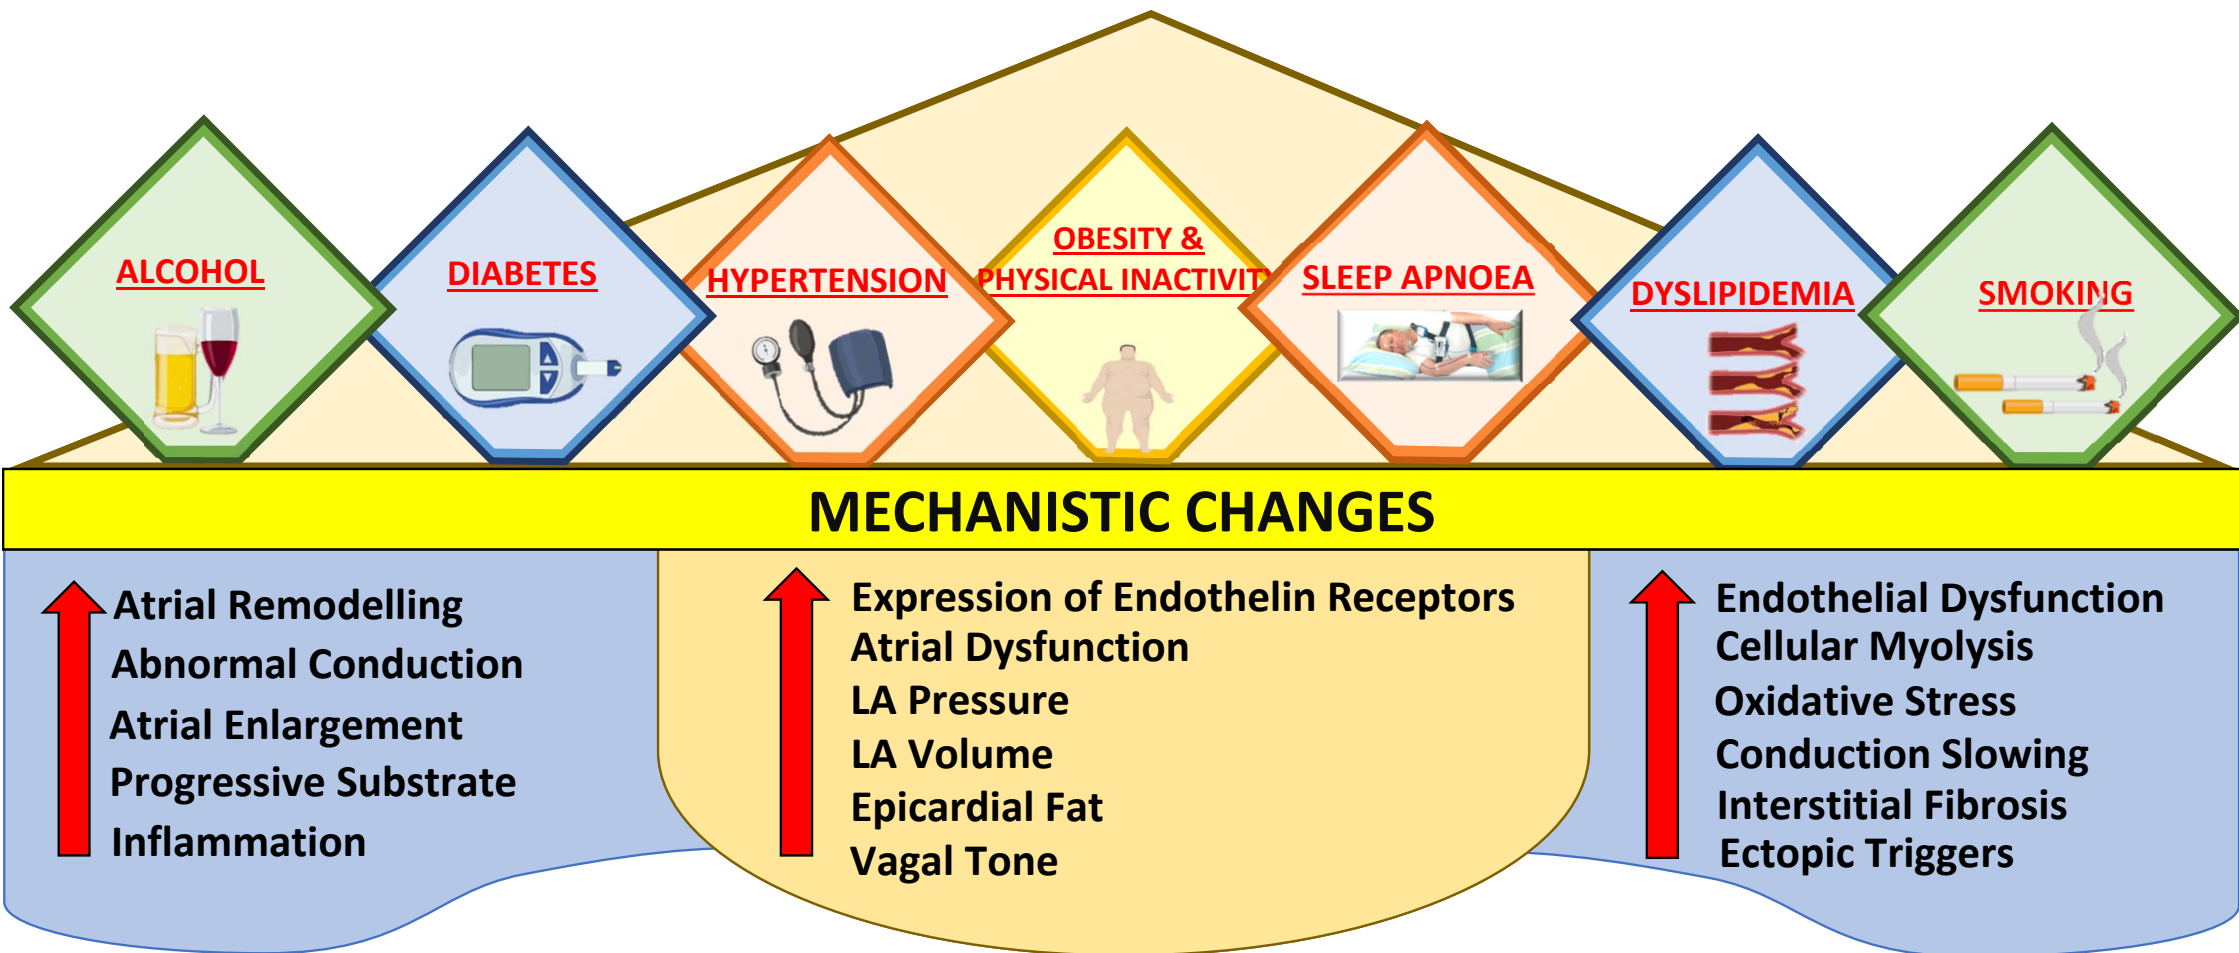 ALCOHOL
DIABETES
HYPERTENSION
OBESITY &
PHYSICAL INACTIVITY
SLEEP APNOEA
DYSLIPIDEMIA
SMOKING
MECHANISTIC CHANGES
Atrial Remodelling
Abnormal Conduction
Atrial Enlargement
Progressive Substrate
Inflammation
Expression of Endothelin Receptors
Atrial Dysfunction
LA Pressure
LA Volume
Epicardial Fat
Vagal Tone
Endothelial Dysfunction
Cellular Myolysis
Oxidative Stress
Conduction Slowing
Interstitial Fibrosis
Ectopic Triggers